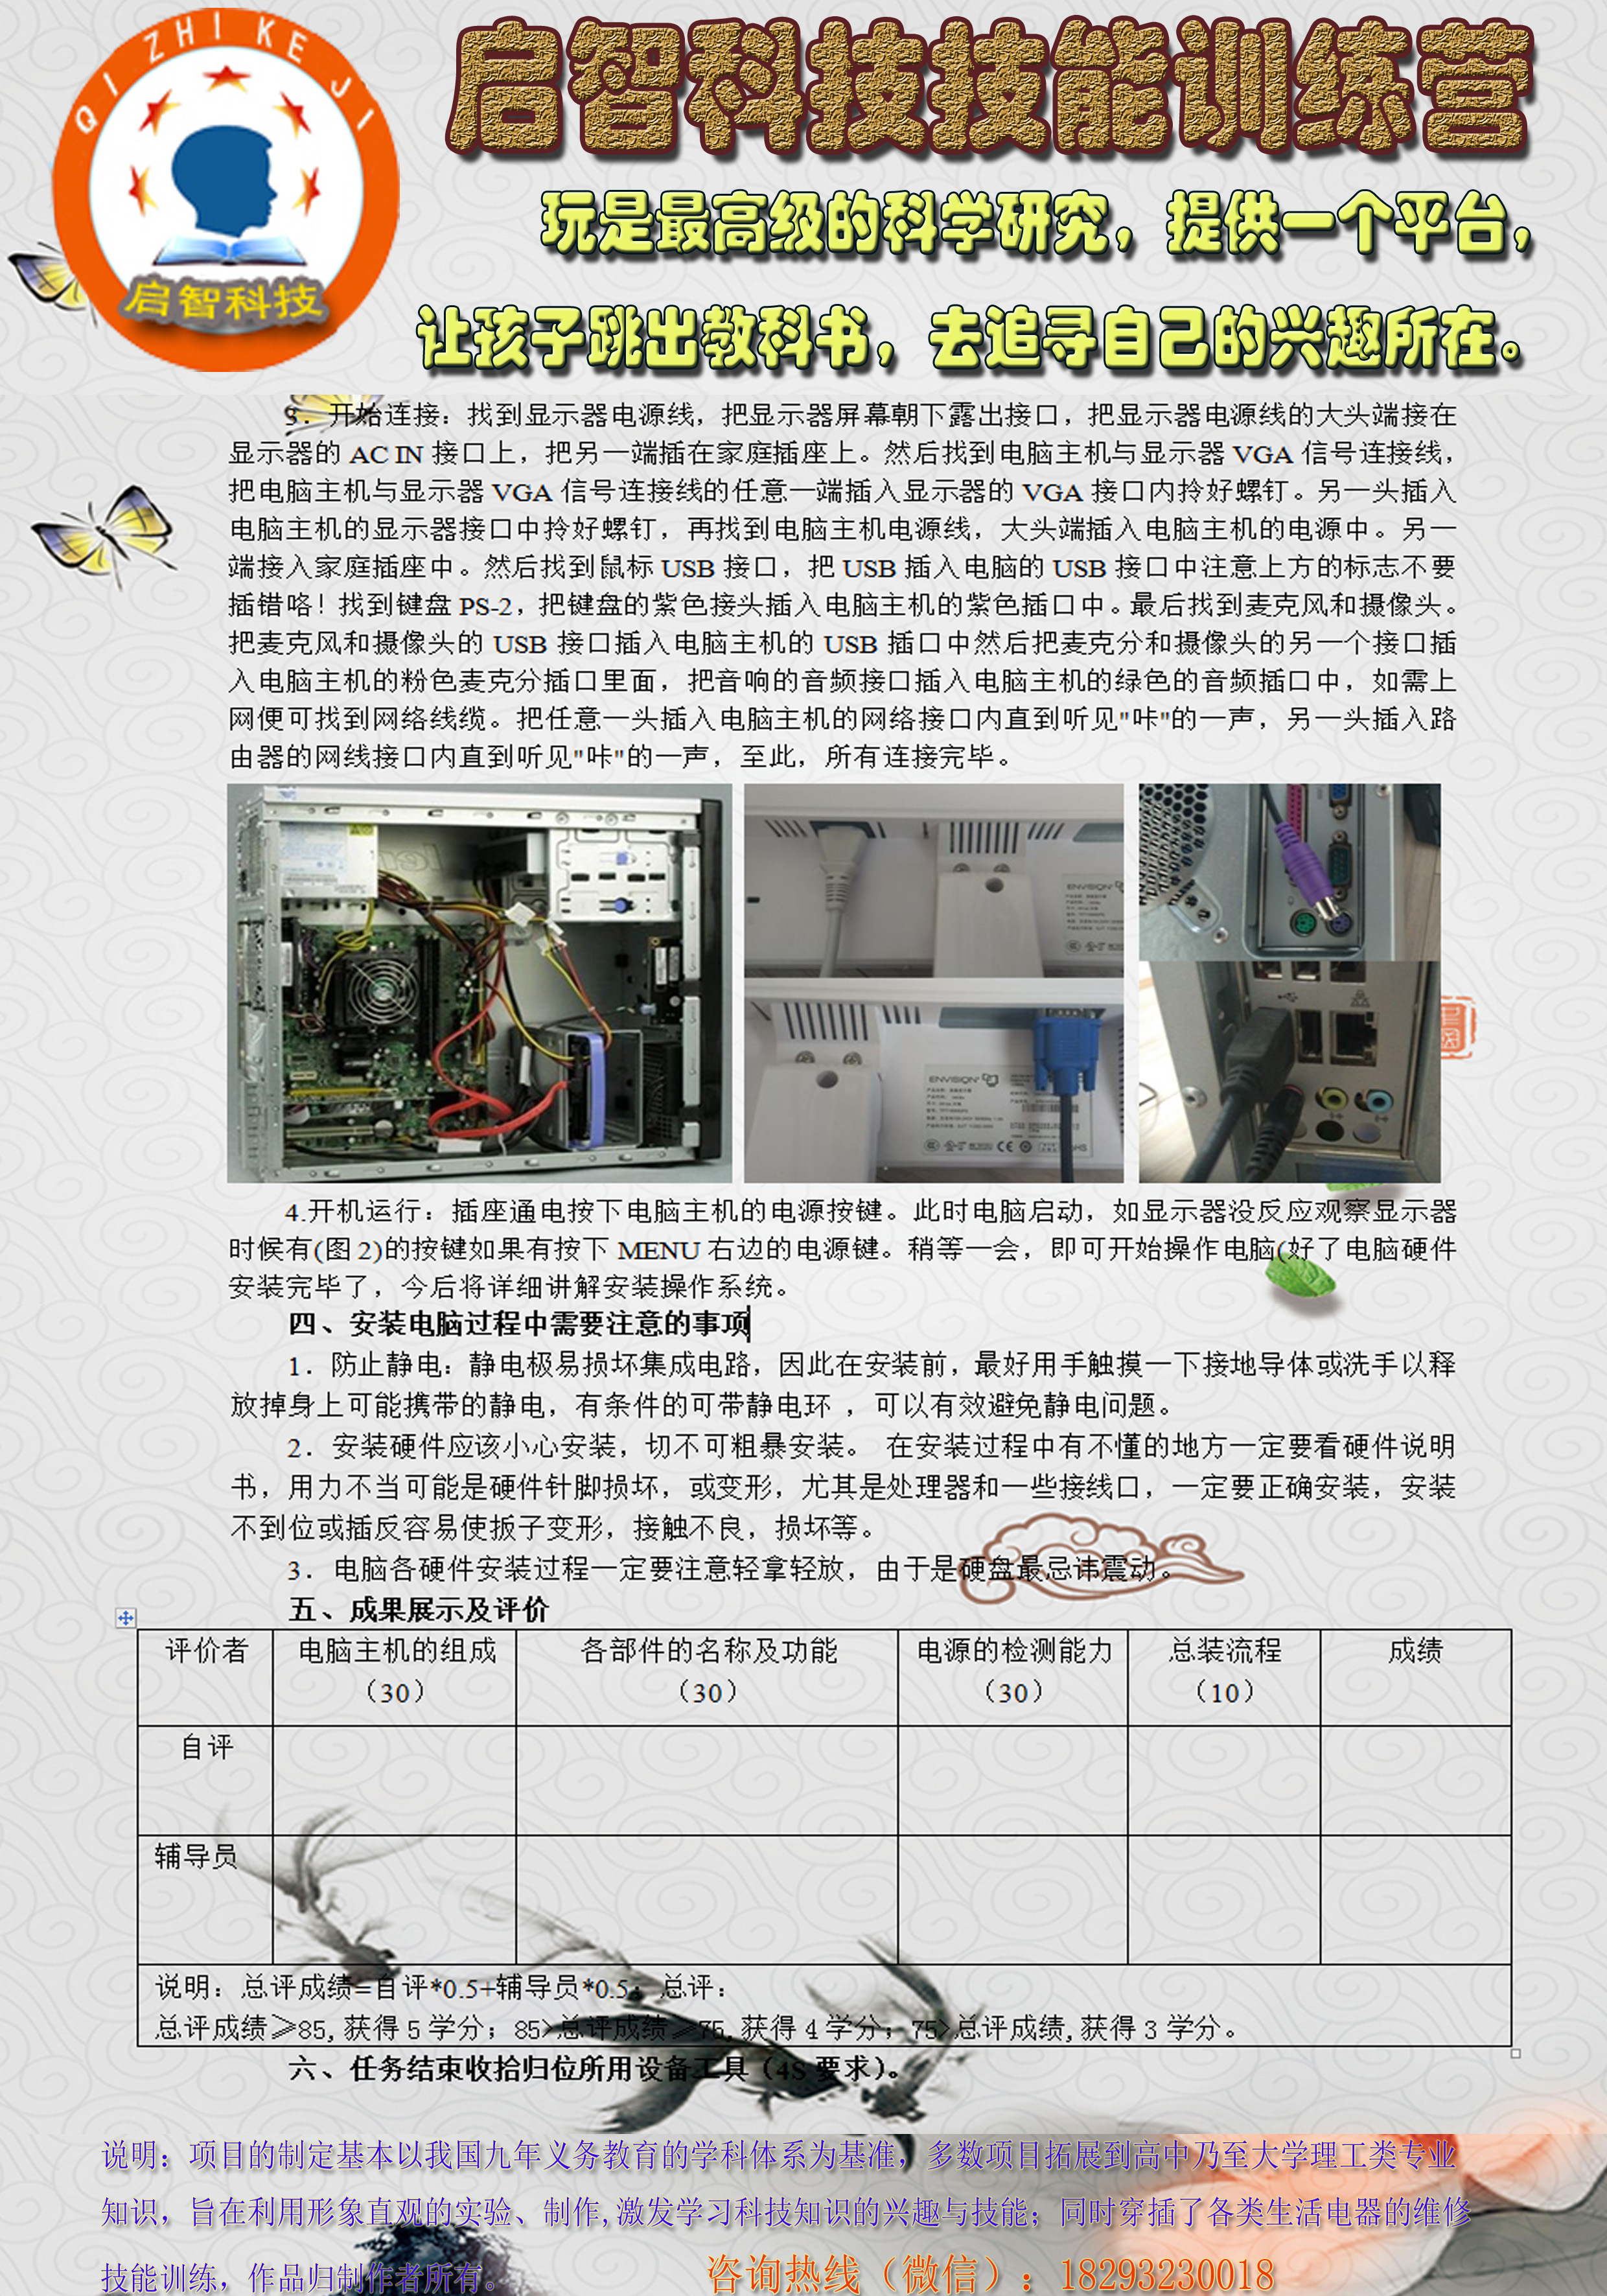 QI ZHI KE JI
启智科技
启智科技技能训练营
玩是最高级的科学研究，提供一个平台，
让孩子跳出教科书，去追寻自己的兴趣所在。
3．开始连接：找到显示器电源线，把显示器屏幕朝下露出接口，把显示器电源线的大头端接在
显示器的 AC IN 接口上，把另一端插在家庭插座上。然后找到电脑主机与显示器 VGA 信号连接线，
把电脑主机与显示器 VGA 信号连接线的任意一端插入显示器的 VGA 接口内拎好螺钉。另一头插入
电脑主机的显示器接口中拎好螺钉，再找到电脑主机电源线，大头端插入电脑主机的电源中。另一
端接入家庭插座中。然后找到鼠标 USB 接口，把 USB 插入电脑的 USB 接口中注意上方的标志不要
插错咯！找到键盘 PS-2，把键盘的紫色接头插入电脑主机的紫色插口中。最后找到麦克风和摄像头。
把麦克风和摄像头的 USB 接口插入电脑主机的 USB 插口中然后把麦克分和摄像头的另一个接口插
入电脑主机的粉色麦克分插口里面，把音响的音频接口插入电脑主机的绿色的音频插口中，如需上
网便可找到网络线缆。把任意一头插入电脑主机的网络接口内直到听见"咔"的一声，另一头插入路
由器的网线接口内直到听见"咔"的一声，至此，所有连接完毕。
ENVISION
ENVISION
4.开机运行：插座通电按下电脑主机的电源按键。此时电脑启动，如显示器没反应观察显示器
时候有(图 2)的按键如果有按下 MENU 右边的电源键。稍等一会，即可开始操作电脑(好了电脑硬件
安装完毕了，今后将详细讲解安装操作系统。
四、安装电脑过程中需要注意的事项
1．防止静电：静电极易损坏集成电路，因此在安装前，最好用手触摸一下接地导体或洗手以释
放掉身上可能携带的静电，有条件的可带静电环 ，可以有效避免静电问题。
2．安装硬件应该小心安装，切不可粗暴安装。 在安装过程中有不懂的地方一定要看硬件说明
书，用力不当可能是硬件针脚损坏，或变形，尤其是处理器和一些接线口，一定要正确安装，安装
不到位或插反容易使扳子变形，接触不良，损坏等。
3．电脑各硬件安装过程一定要注意轻拿轻放，由于是硬盘最忌讳震动。
五、成果展示及评价
评价者 电脑主机的组成 各部件的名称及功能 电源的检测能力 总装流程 成绩
（30） （30） （30） （10）
自评
辅导员
说明：总评成绩=自评*0.5+辅导员*0.5；总评：
总评成绩≥85,获得 5 学分；85>总评成绩≥75,获得 4 学分；75>总评成绩,获得 3 学分。
六、任务结束收拾归位所用设备工具（4S 要求）。
说明：项目的制定基本以我国九年义务教育的学科体系为基准，多数项目拓展到高中乃至大学理工类专业
知识，旨在利用形象直观的实验、制作,激发学习科技知识的兴趣与技能；同时穿插了各类生活电器的维修
技能训练，作品归制作者所有。
咨询热线（微信）：18293230018